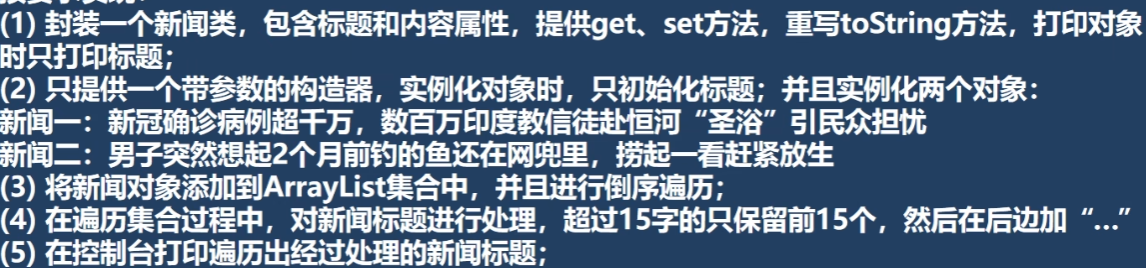 (1) 封装一个新闻类，包含标题和内容属性，提供get、set方法，重写toString方法，打印对象
时只打印标题；
(2) 只提供一个带参数的构造器，实例化对象时，只初始化标题；并且实例化两个对象：
新闻一：新冠确诊病例超千万，数百万印度教信徒赴恒河“圣浴”引民众担忧
新闻二：男子突然想起2个月前钓的鱼还在网兜里，捞起一看赶紧放生
(3) 将新闻对象添加到ArrayList集合中，并且进行倒序遍历；
(4) 在遍历集合过程中，对新闻标题进行处理，超过15字的只保留前15个，然后在后边加“…”
(5) 在控制台打印遍历出经过处理的新闻标题；